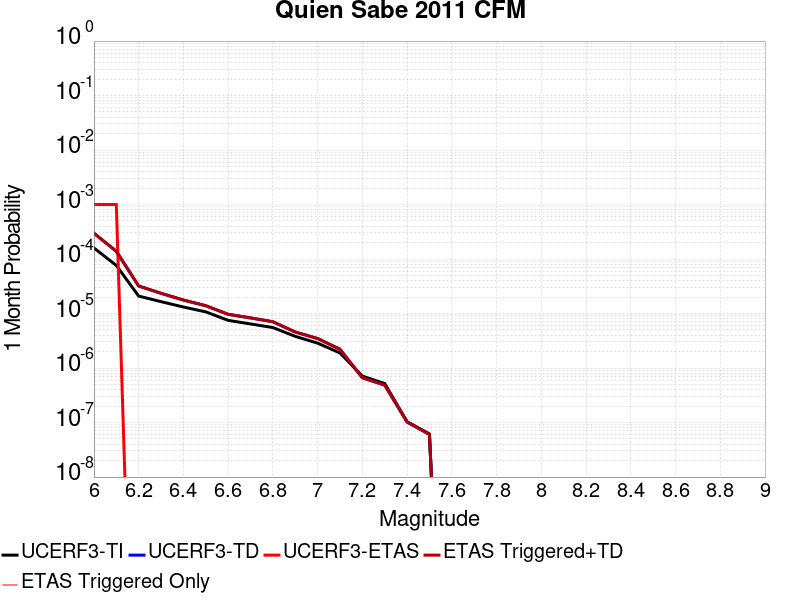 Quien Sabe 2011 CFM
10^0
10^-1
10^-2
10^-3
10^-4
10^-5
10^-6
10^-7
10^-8
1 Month Probability
6 6.2 6.4 6.6 6.8 7 7.2 7.4 7.6 7.8 8 8.2 8.4 8.6 8.8 9
Magnitude
UCERF3-TI UCERF3-TD UCERF3-ETAS ETAS Triggered+TD
ETAS Triggered Only